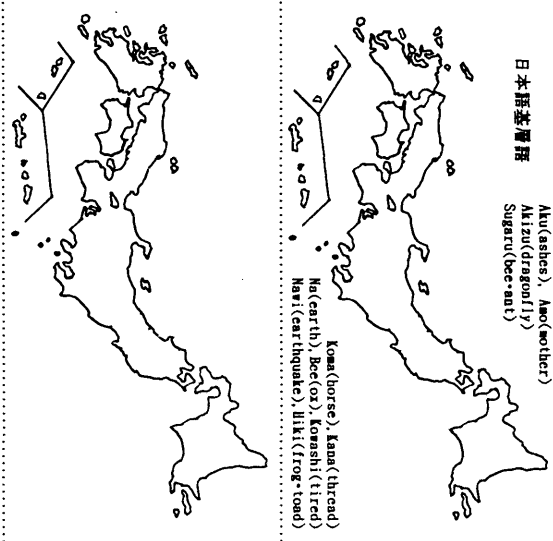 日本語基層語
Aku(ashes), Amo(mother)
Akizu(dragonfly)
Sugaru(bee・ant)
Koma(horse), Kana(thread)
Na(earth), Bee(ox), Kowashi(tired)
Nawi(earthquake), Hiki(frog・toad)